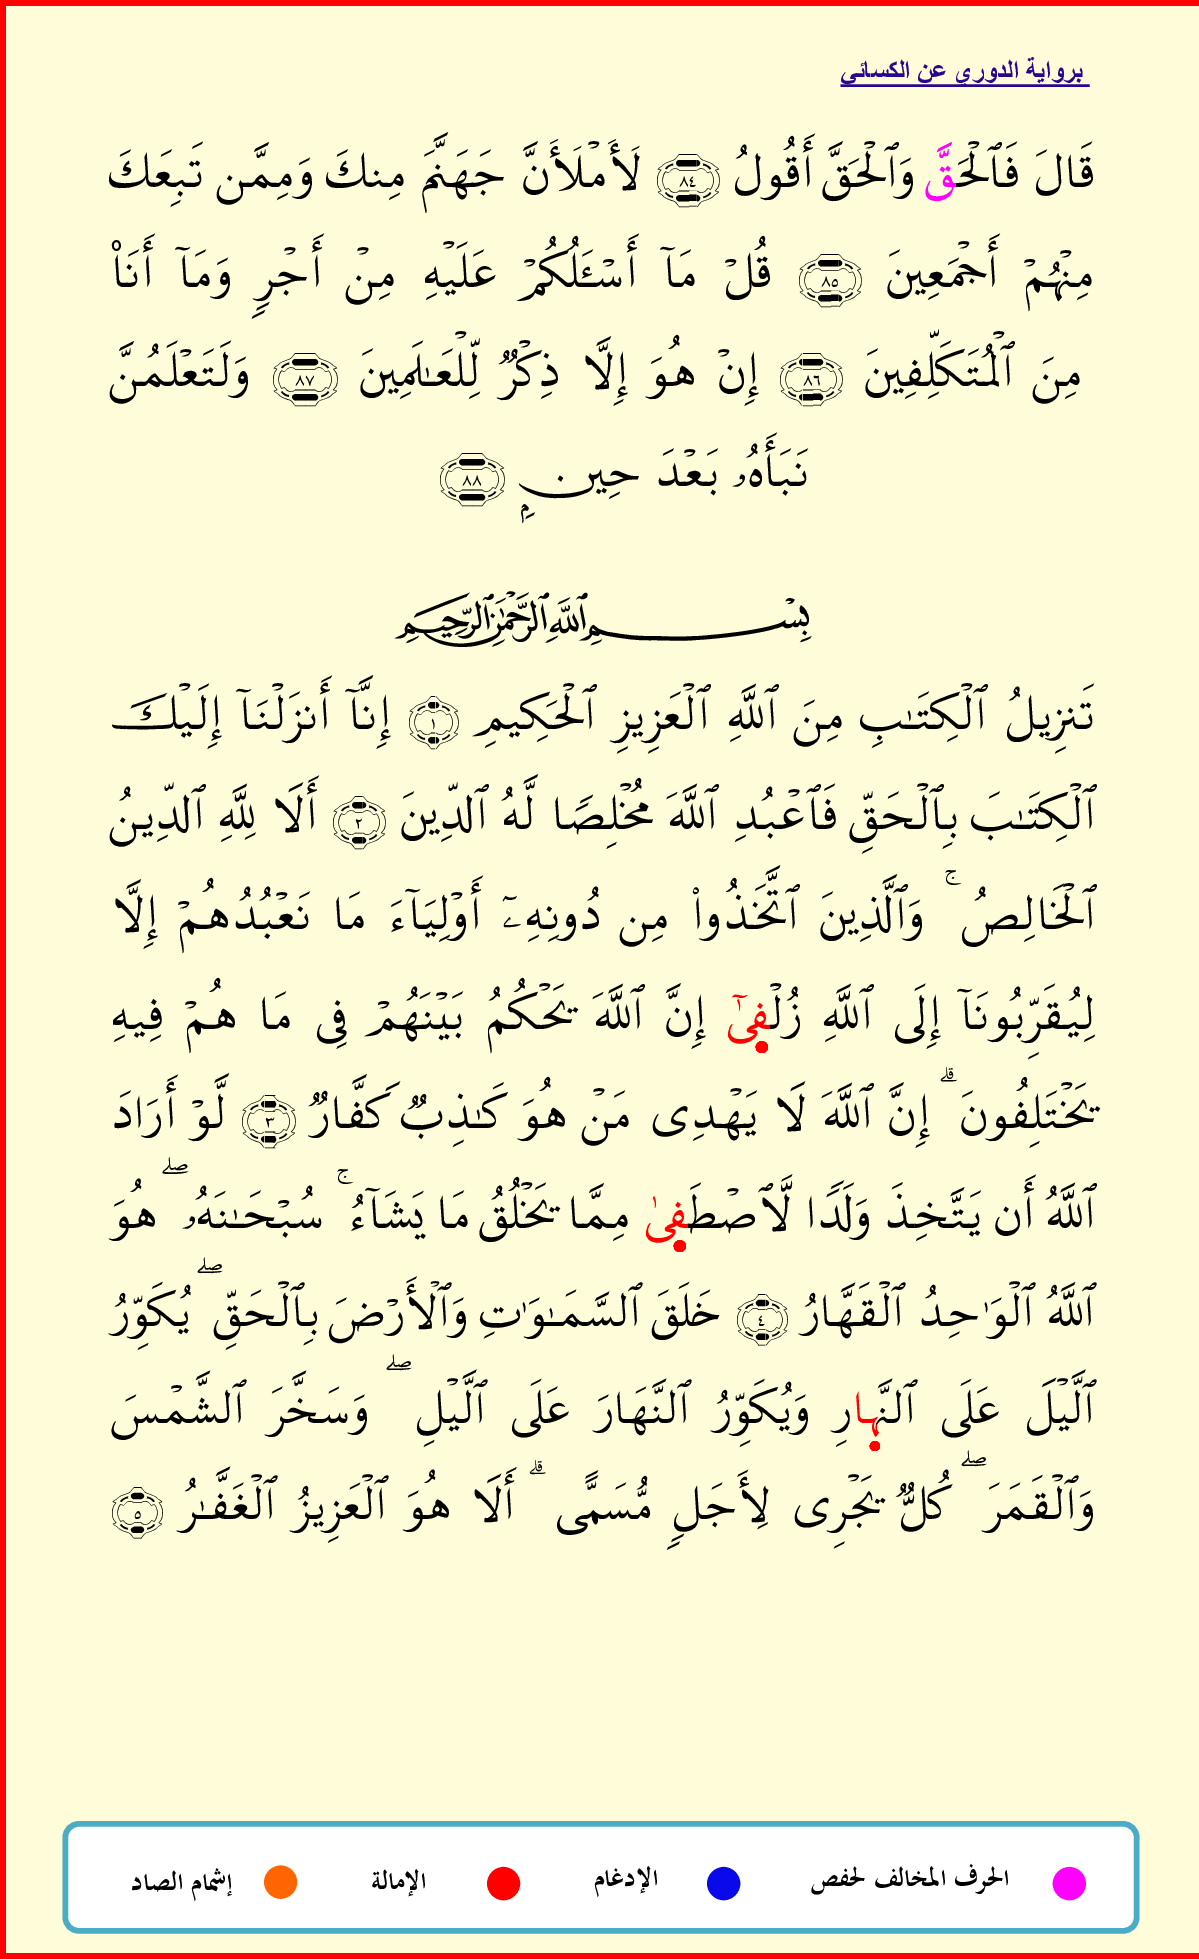 برواية الدوري عن الكسائي
قَالَ فَٱلْحَقَّ وَٱلْحَقَّ أَقُولُ ٨٤ لَأَمْلَأَنَّ جَهَنَّمَ مِنكَ وَمِمَّن تَبِعَكَ
مِنْهُمْ أَجْمَعِينَ ٨٥ قُلْ مَآ أَسْـَٔلُكُمْ عَلَيْهِ مِنْ أَجْرٍ وَمَآ أَنَا۠
مِنَ ٱلْمُتَكَلِّفِينَ ٨٦ إِنْ هُوَ إِلَّا ذِكْرٌ لِّلْعَـٰلَمِينَ ٨٧ وَلَتَعْلَمُنَّ
نَبَأَهُۥ بَعْدَ حِينٍۭ ٨٨
بِسْمِ ٱللَّهِ ٱلرَّحْمَـٰنِ ٱلرَّحِيمِ
تَنزِيلُ ٱلْكِتَـٰبِ مِنَ ٱللَّهِ ٱلْعَزِيزِ ٱلْحَكِيمِ ١ إِنَّآ أَنزَلْنَآ إِلَيْكَ
ٱلْكِتَـٰبَ بِٱلْحَقِّ فَٱعْبُدِ ٱللَّهَ مُخْلِصًا لَّهُ ٱلدِّينَ ٢ أَلَا لِلَّهِ ٱلدِّينُ
ٱلْخَالِصُ ۚ وَٱلَّذِينَ ٱتَّخَذُوا۟ مِن دُونِهِۦٓ أَوْلِيَآءَ مَا نَعْبُدُهُمْ إِلَّا
لِيُقَرِّبُونَآ إِلَى ٱللَّهِ زُلْفىٓ إِنَّ ٱللَّهَ يَحْكُمُ بَيْنَهُمْ فِى مَا هُمْ فِيهِ
يَخْتَلِفُونَ ۗ إِنَّ ٱللَّهَ لَا يَهْدِى مَنْ هُوَ كَـٰذِبٌ كَفَّارٌ ٣ لَّوْ أَرَادَ
ٱللَّهُ أَن يَتَّخِذَ وَلَدًا لَّٱصْطَفىٰ مِمَّا يَخْلُقُ مَا يَشَآءُ ۚ سُبْحَـٰنَهُۥ ۖ هُوَ
ٱللَّهُ ٱلْوَٰحِدُ ٱلْقَهَّارُ ٤ خَلَقَ ٱلسَّمَـٰوَٰتِ وَٱلْأَرْضَ بِٱلْحَقِّ ۖ يُكَوِّرُ
ٱلَّيْلَ عَلَى ٱلنَّهارِ وَيُكَوِّرُ ٱلنَّهَارَ عَلَى ٱلَّيْلِ ۖ وَسَخَّرَ ٱلشَّمْسَ
وَٱلْقَمَرَ ۖ كُلٌّ يَجْرِى لِأَجَلٍ مُّسَمًّى ۗ أَلَا هُوَ ٱلْعَزِيزُ ٱلْغَفَّـٰرُ ٥
الحرف المخالف لحفص الإدغام الإمالة إشمام الصاد